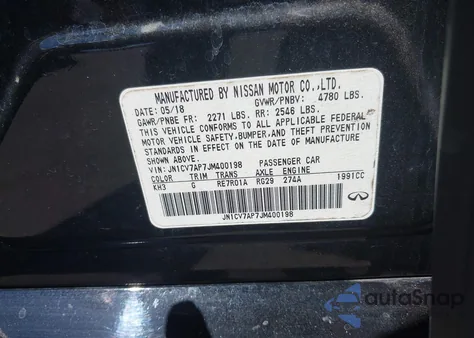 MANUFACTURED BY NISSAN MOTOR CO.,LTD.
DATE: 05/18 GVWR/PNBV: 4780 LBS.
GAWR/PNBE FR: 2271 LBS. RR: 2546 LBS.
THIS VEHICLE CONFORMS TO ALL APPLICABLE FEDERAL
MOTOR VEHICLE SAFETY,BUMPER,AND THEFT PREVENTION
STANDARDS IN EFFECT ON THE DATE OF MANUFACTURE
SHOWN ABOVE.
VIN: JN1CV7AP7JM400198 PASSENGER CAR
COLOR TRIM TRANS AXLE ENGINE
KH3 G RE7R01A RG29 274A 1991CC
JN1CV7AP7JM400198
INFINITI
autoSnap